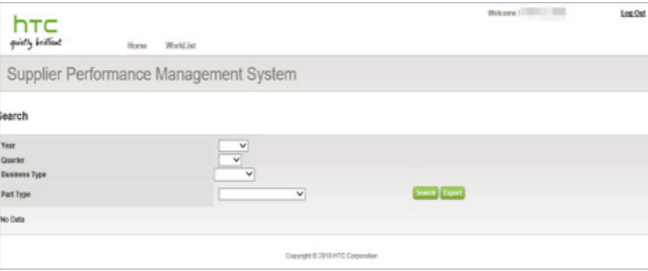 Welcome !
Log Out
hTC
quietly brilliant
Home WorkList
Supplier Performance Management System
Search
Year
Quarter
Business Type
Part Type
Search Export
No Data
Copyright © 2010 HTC Corporation